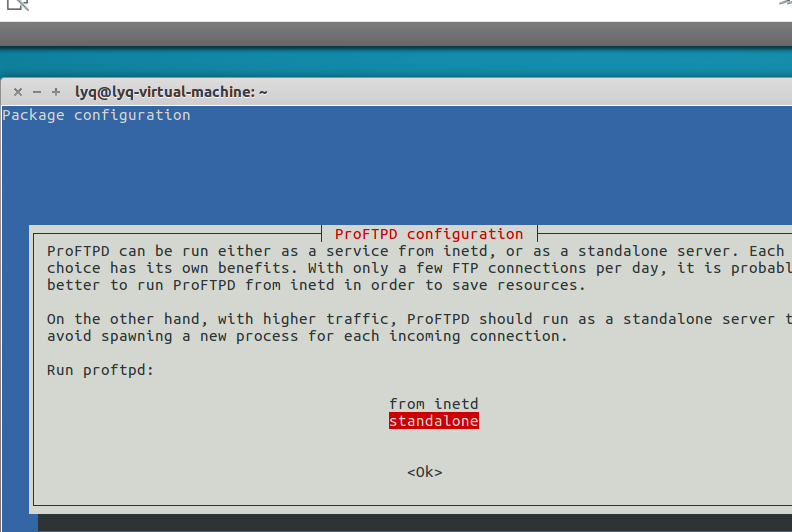 lyq@lyq-virtual-machine: ~
Package configuration
ProFTPD configuration
ProFTPD can be run either as a service from inetd, or as a standalone server. Each
choice has its own benefits. With only a few FTP connections per day, it is
better to run ProFTPD from inetd in order to save resources.
On the other hand, with higher traffic, ProFTPD should run as a standalone server
avoid spawning a new process for each incoming connection.
Run proftpd:
from inetd
standalone
<Ok>